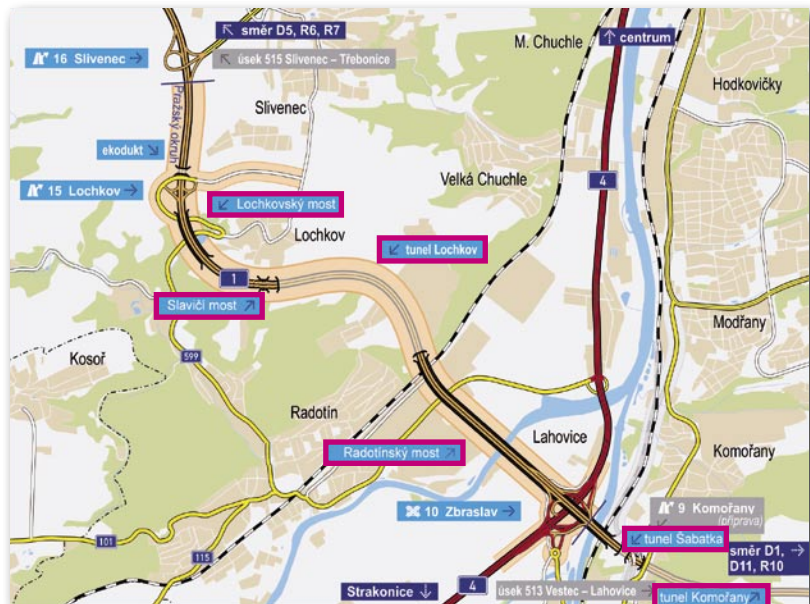 směr D5, R6, R7
úsek 515 Slivenec – Třebonice
16 Slivenec
M. Chuchle
centrum
Hodkovičky
Pražský okruh
Slivenec
ekodukt
15 Lochkov
Velká Chuchle
4
Lochkovský most
Lochkov
tunel Lochkov
1
Slavičí most
Modřany
Kosoř
599
Radotín
Lahovice
Radotínský most
Komořany
10 Zbraslav
9 Komořany
(příprava)
tunel Šabatka
101
115
směr D1,
D11, R10
Strakonice
4
úsek 513 Vestec – Lahovice
tunel Komořany